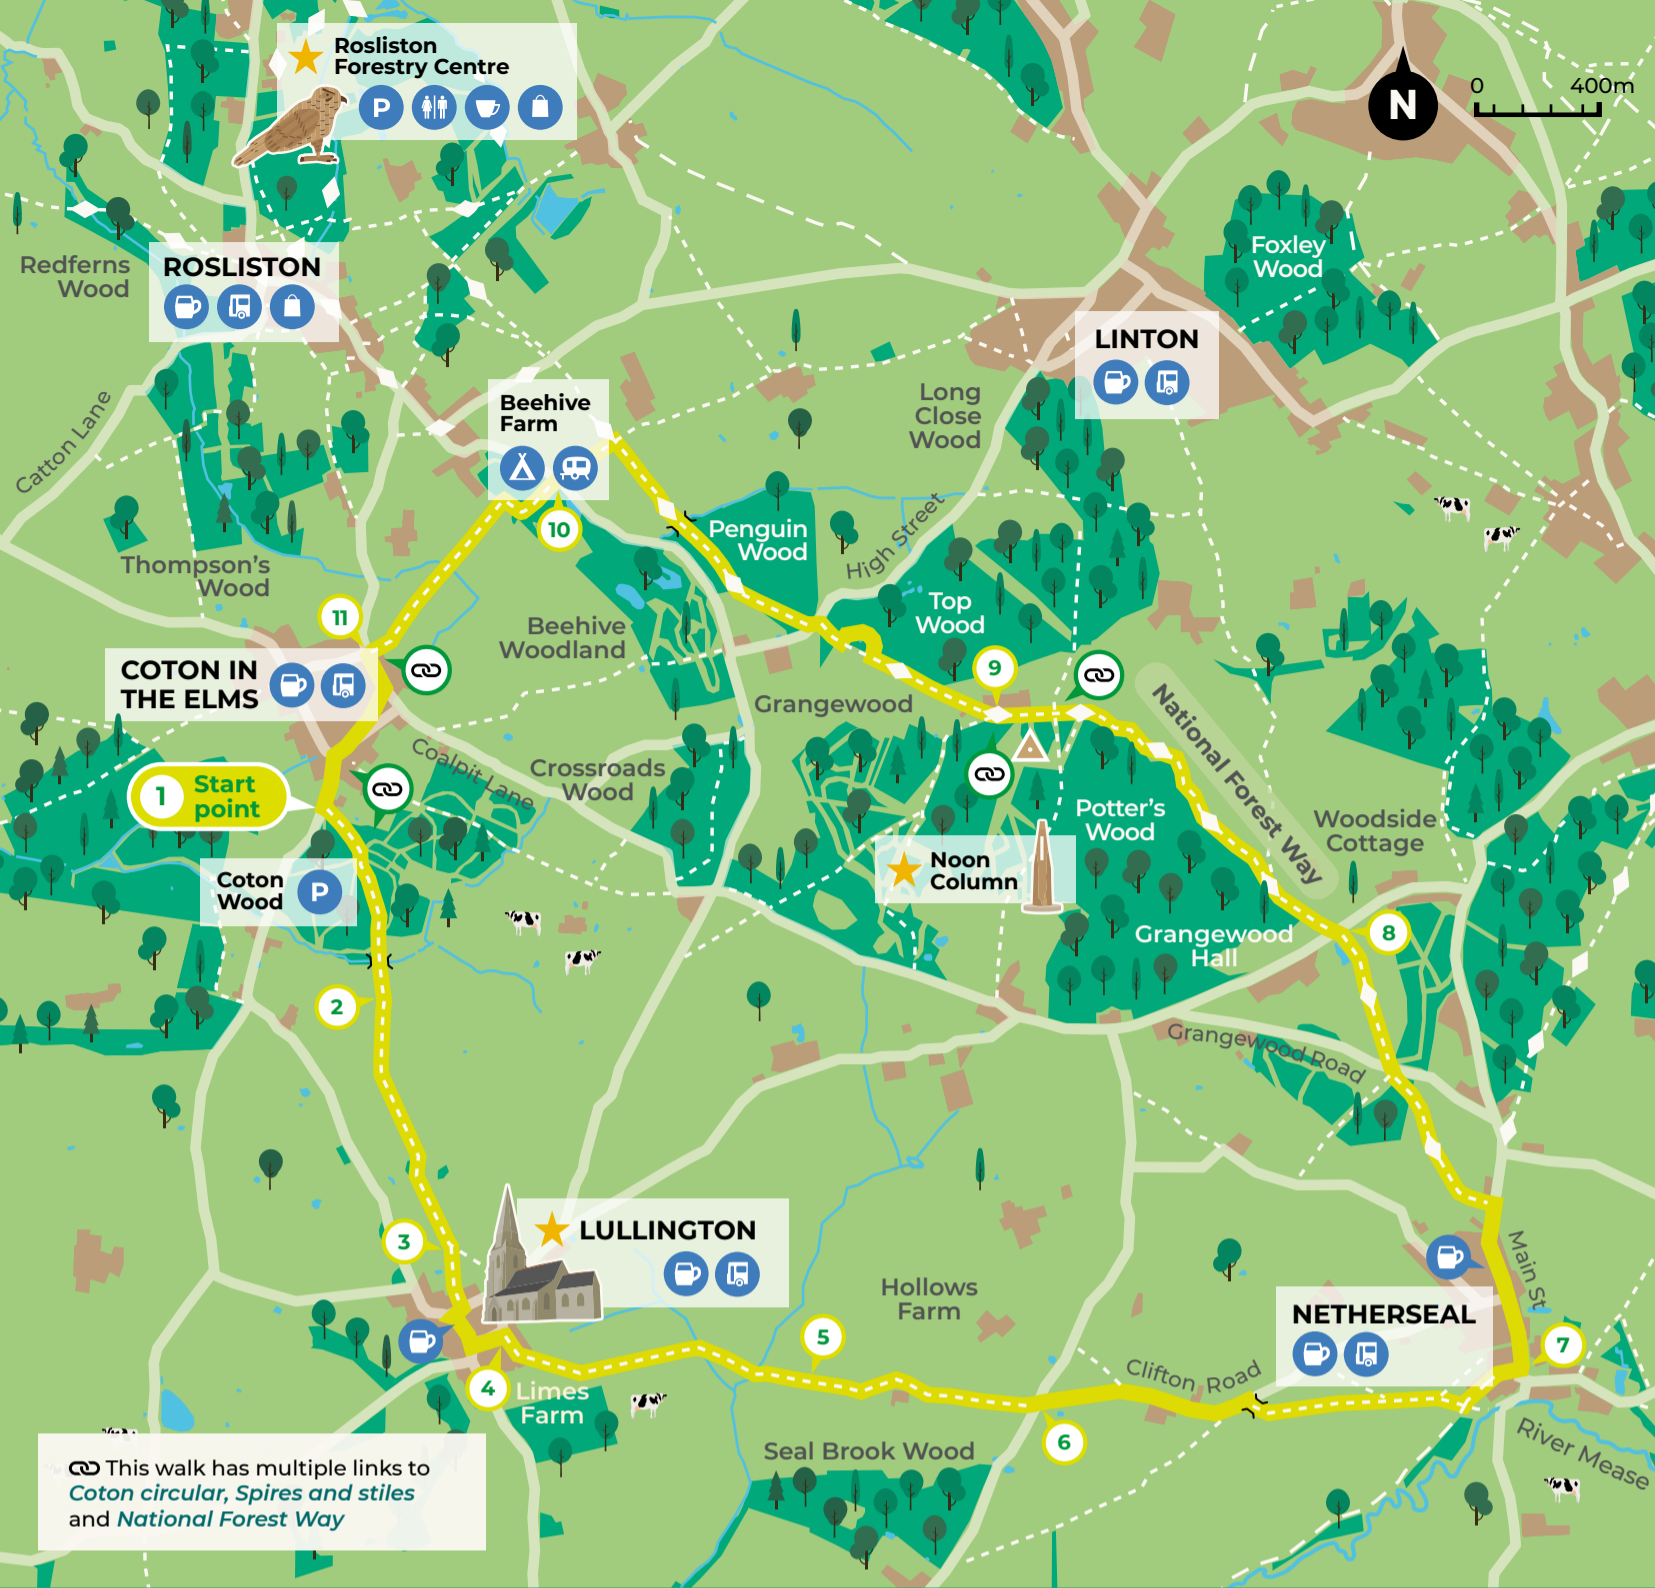 Rosliston
Forestry Centre
P
N
0 400m
Redferns
Wood
ROSLISTON
Foxley
Wood
LINTON
Catton Lane
Beehive
Farm
Long
Close
Wood
10
Penguin
Wood
High Street
Thompson's
Wood
11
Top
Wood
Beehive
Woodland
COTON IN
THE ELMS
9
Grangewood
National Forest Way
Coalpit Lane
Crossroads
Wood
1 Start
point
Potter's
Wood
Woodside
Cottage
Noon
Column
Coton
Wood
P
Grangewood
Hall
8
2
Grangewood Road
3
LULLINGTON
Main St
Hollows
Farm
NETHERSEAL
5
7
4
Limes
Farm
Clifton Road
6
River Mease
Seal Brook Wood
This walk has multiple links to
Coton circular, Spires and stiles
and National Forest Way